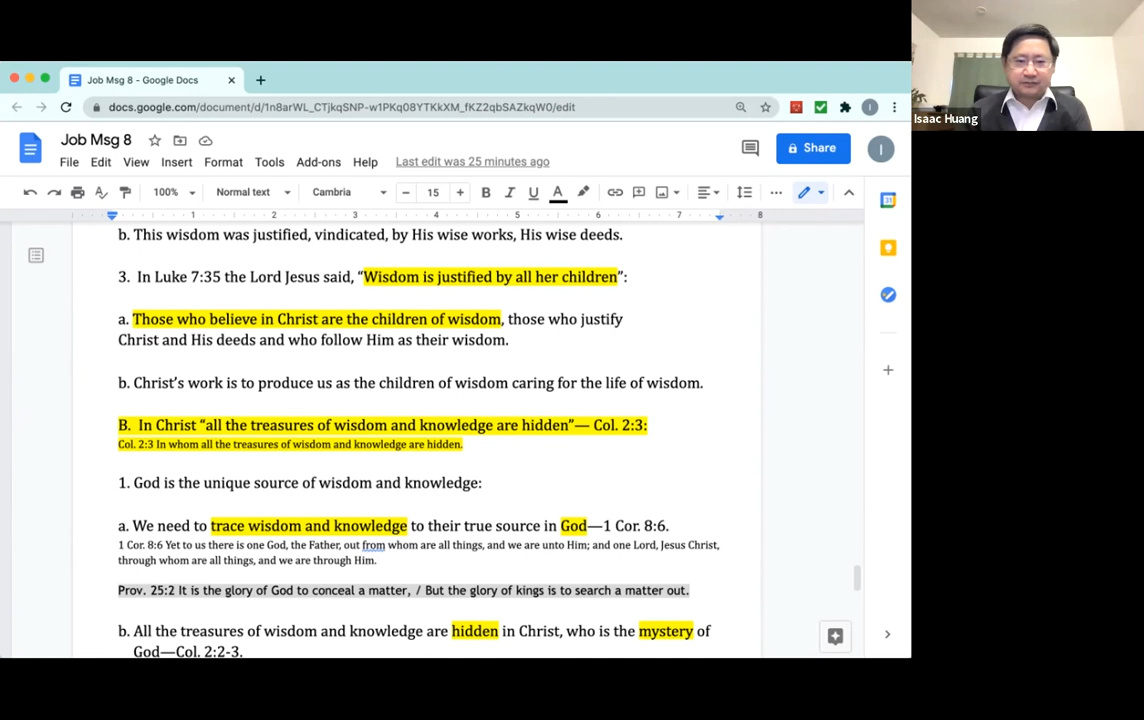 Job Msg 8 - Google Docs
docs.google.com/document/d/1n8arWL_CTjkqSNP-w1PKq08YTKkXM_fKZ2qbSAZkqW0/edit
Isaac Huang
Job Msg 8
File Edit View Insert Format Tools Add-ons Help Last edit was 25 minutes ago
Share
I
100% Normal text Cambria 15 B I U A
1 2 3 4 5 6 7 8
b. This wisdom was justified, vindicated, by His wise works, His wise deeds.
3. In Luke 7:35 the Lord Jesus said, “Wisdom is justified by all her children”:
a. Those who believe in Christ are the children of wisdom, those who justify
Christ and His deeds and who follow Him as their wisdom.
b. Christ’s work is to produce us as the children of wisdom caring for the life of wisdom.
B. In Christ “all the treasures of wisdom and knowledge are hidden”— Col. 2:3:
Col. 2:3 In whom all the treasures of wisdom and knowledge are hidden.
1. God is the unique source of wisdom and knowledge:
a. We need to trace wisdom and knowledge to their true source in God—1 Cor. 8:6.
1 Cor. 8:6 Yet to us there is one God, the Father, out from whom are all things, and we are unto Him; and one Lord, Jesus Christ,
through whom are all things, and we are through Him.
Prov. 25:2 It is the glory of God to conceal a matter, / But the glory of kings is to search a matter out.
b. All the treasures of wisdom and knowledge are hidden in Christ, who is the mystery of
God—Col. 2:2-3.